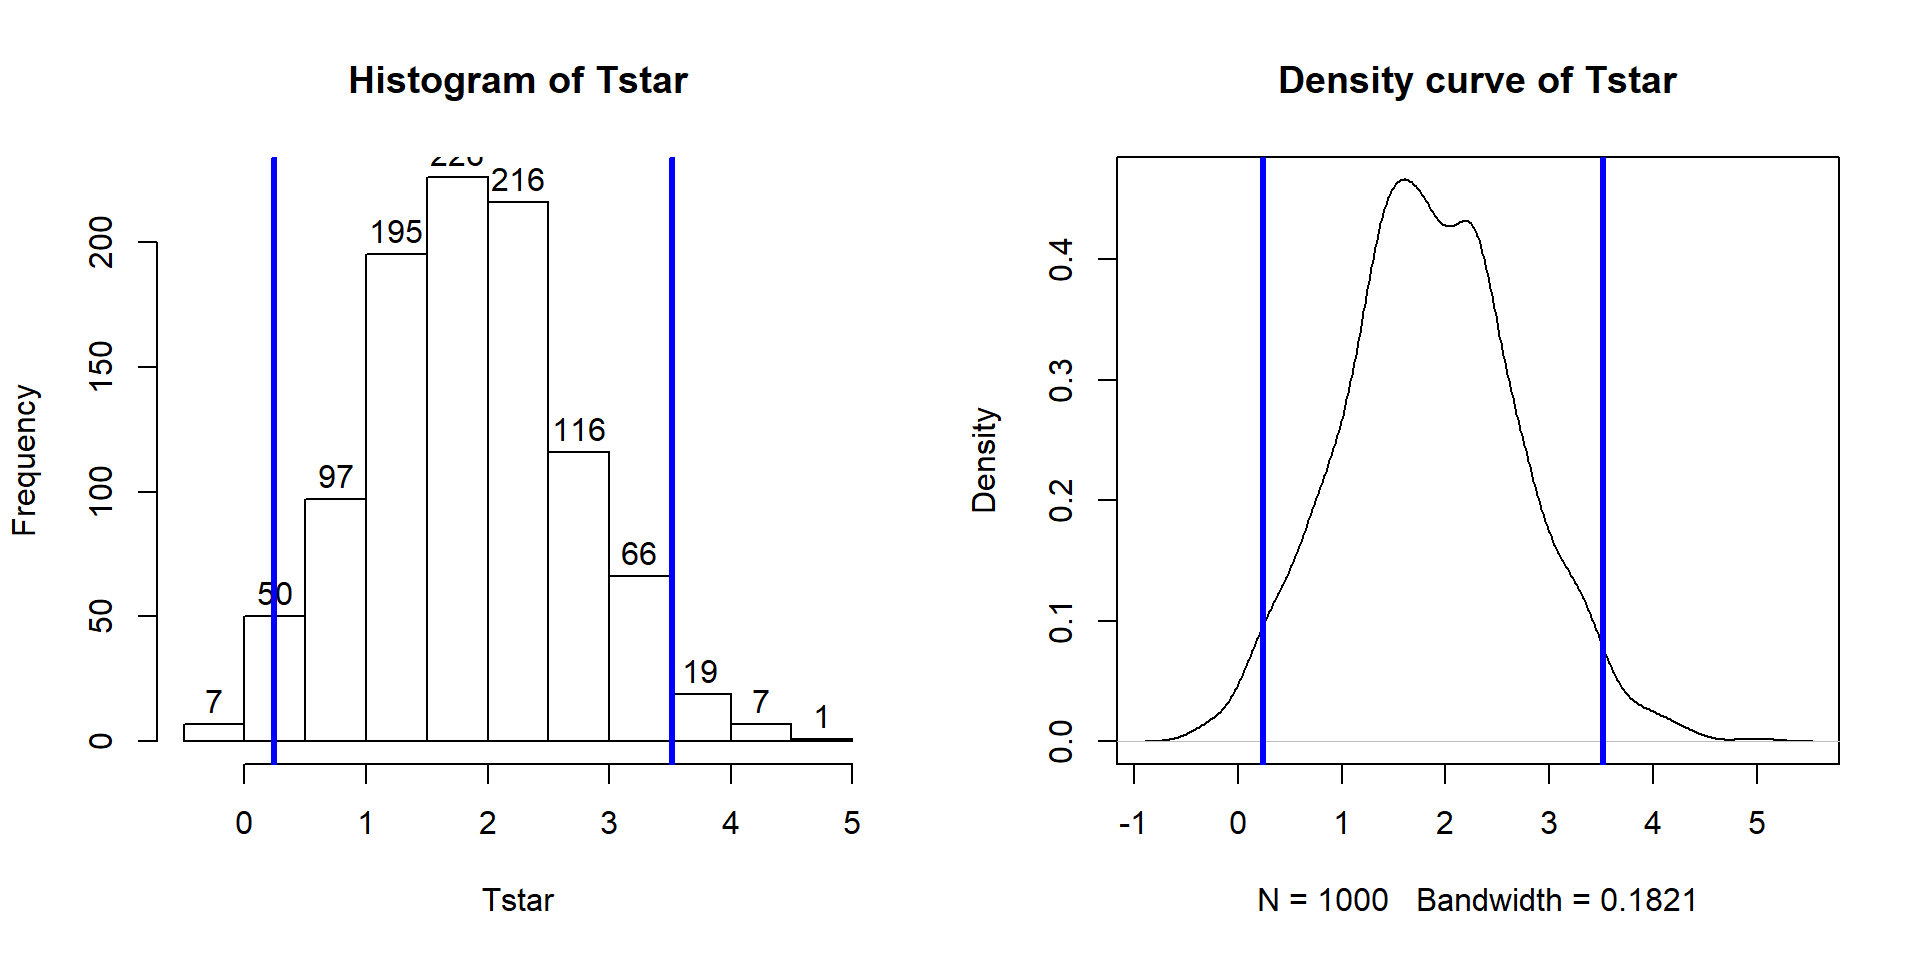 Histogram of Tstar
Frequency
0
50
100
150
200
7
50
97
195
216
116
66
19
7
1
0 1 2 3 4 5
Tstar
Density curve of Tstar
Density
0.0
0.1
0.2
0.3
0.4
-1 0 1 2 3 4 5
N = 1000 Bandwidth = 0.1821